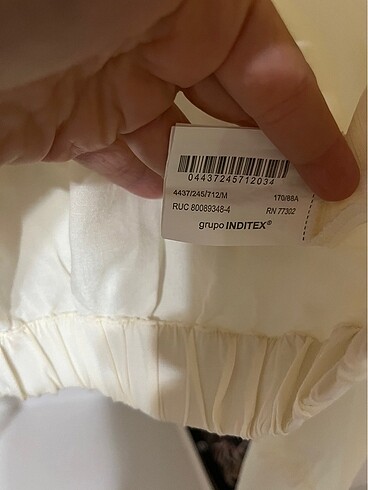 04437245712034
4437/245/712/M 170/88A
RUC 80089348-4 RN 77302
grupo INDITEX®